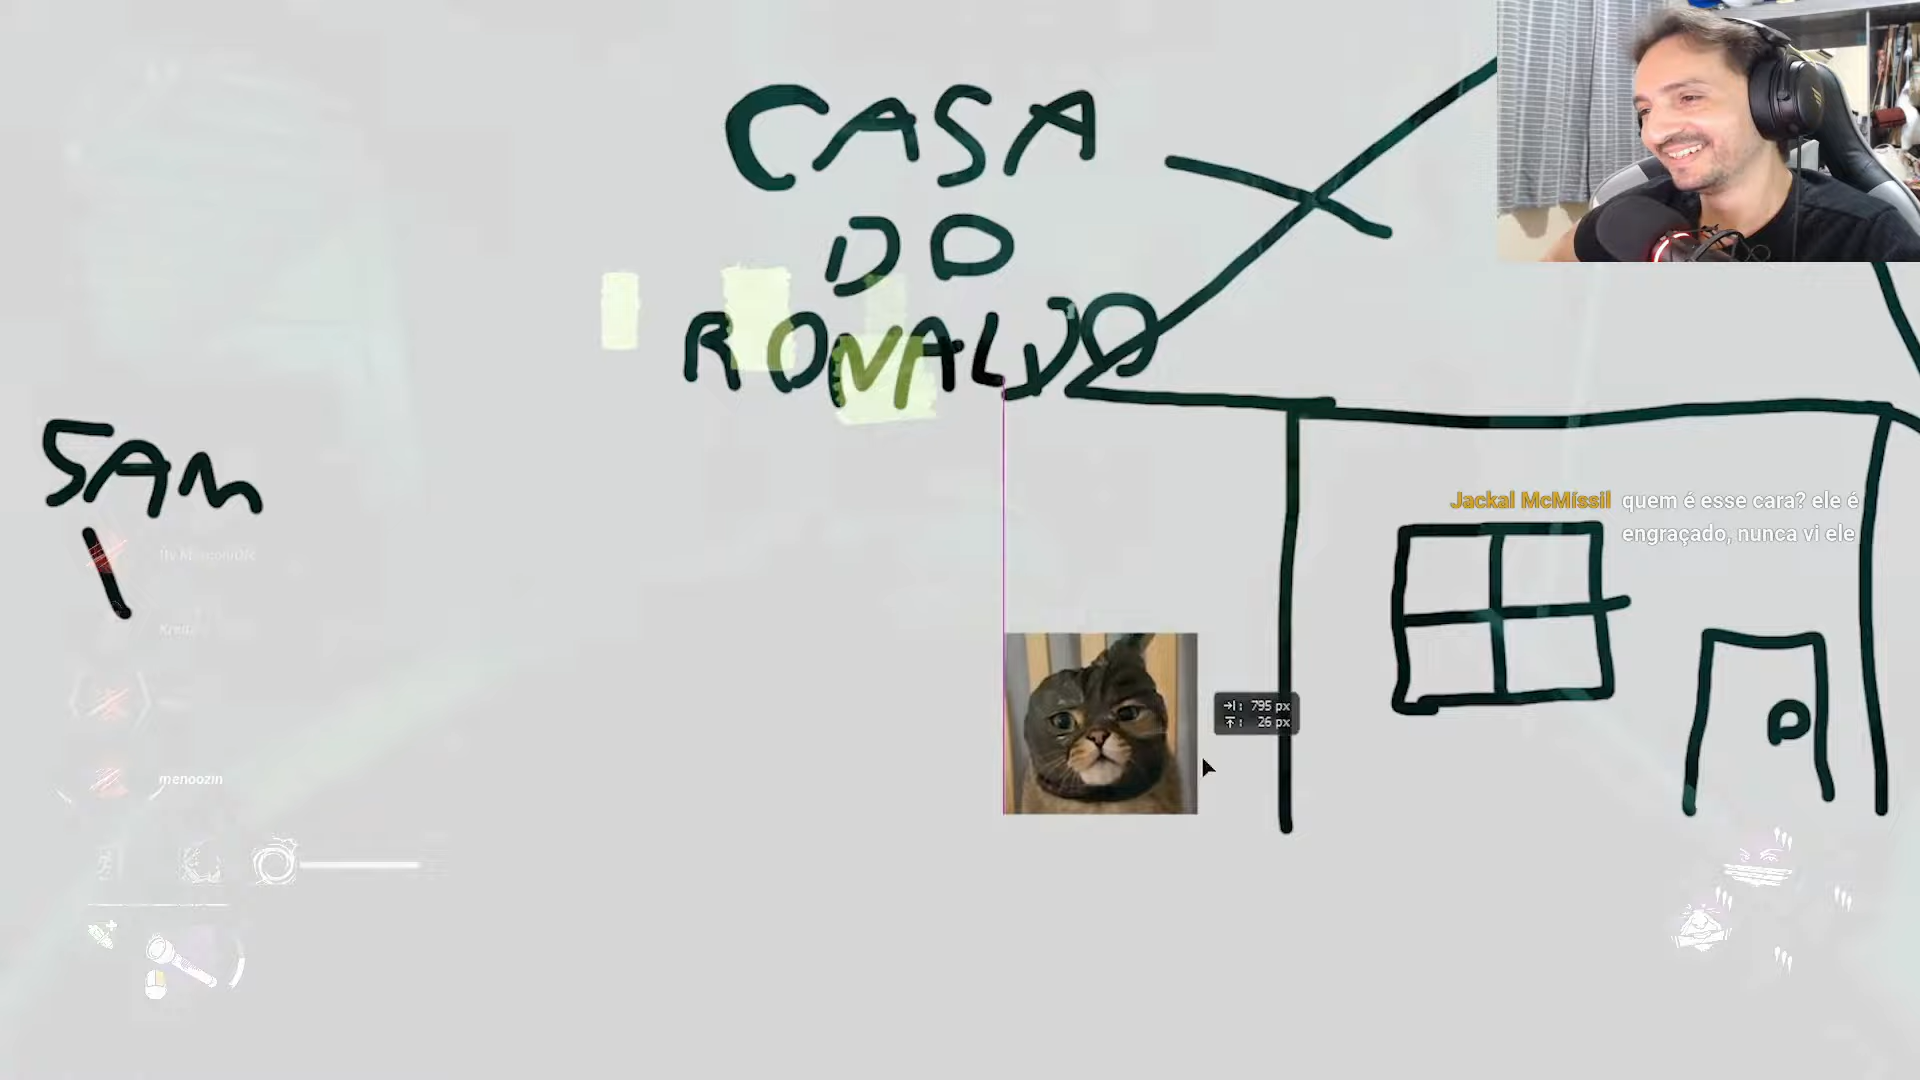 CASA
DO
RONALDO
SAM
Jackal McMíssil quem é esse cara? ele é
engraçado, nunca vi ele
795 px
26 px
menoozin